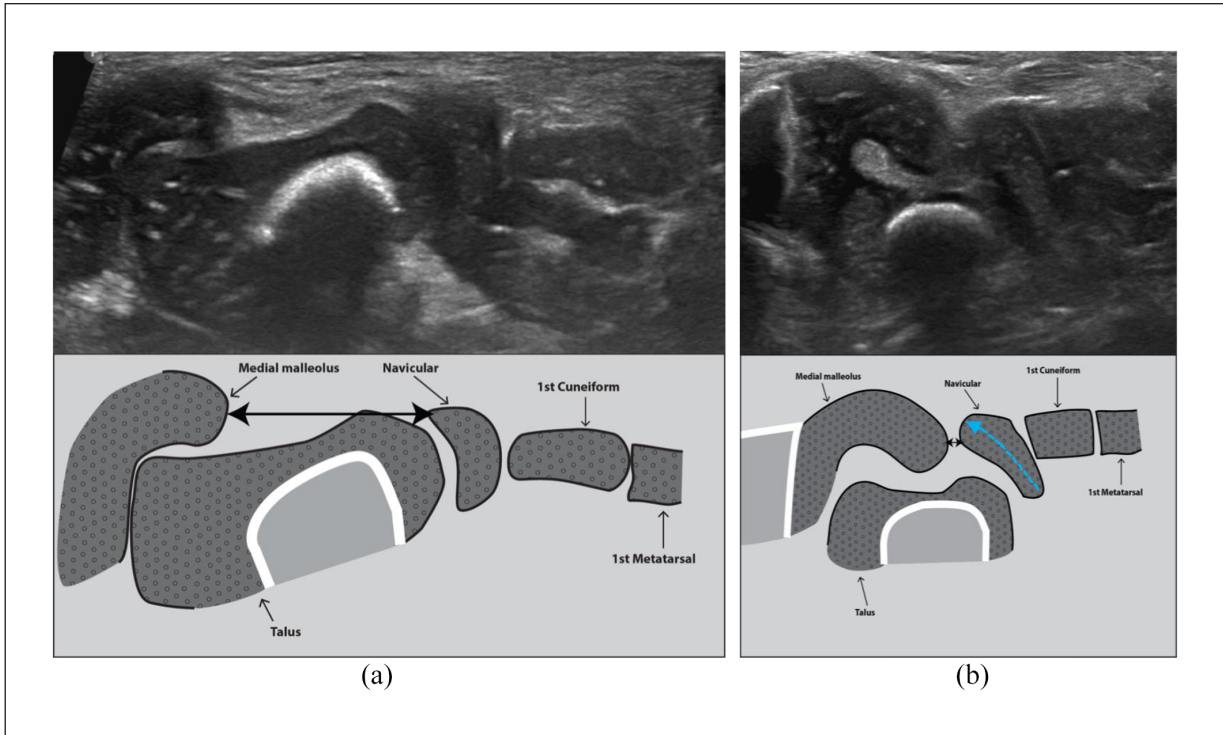 Medial malleolus
Navicular
1st Cuneiform
1st Metatarsal
Talus
(a)
Medial malleolus
Navicular
1st Cuneiform
1st Metatarsal
Talus
(b)